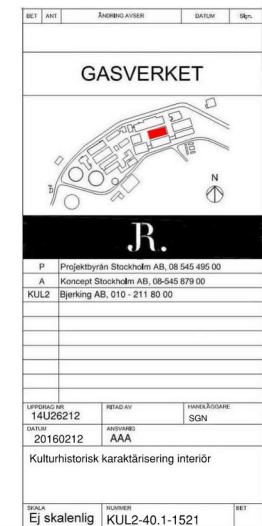 BET ANT ÄNDRING AVSER DATUM Sign.
GASVERKET
N
JR.
P Projektbyrån Stockholm AB, 08 545 495 00
A Koncept Stockholm AB, 08-545 879 00
KUL2 Bjerking AB, 010 - 211 80 00
UPPDRAG NR RITAD AV HANDLÄGGARE
14U26212 SGN
DATUM ANSVARIG
20160212 AAA
Kulturhistorisk karaktärisering interiör
SKALA NUMMER BET
Ej skalenlig KUL2-40.1-1521